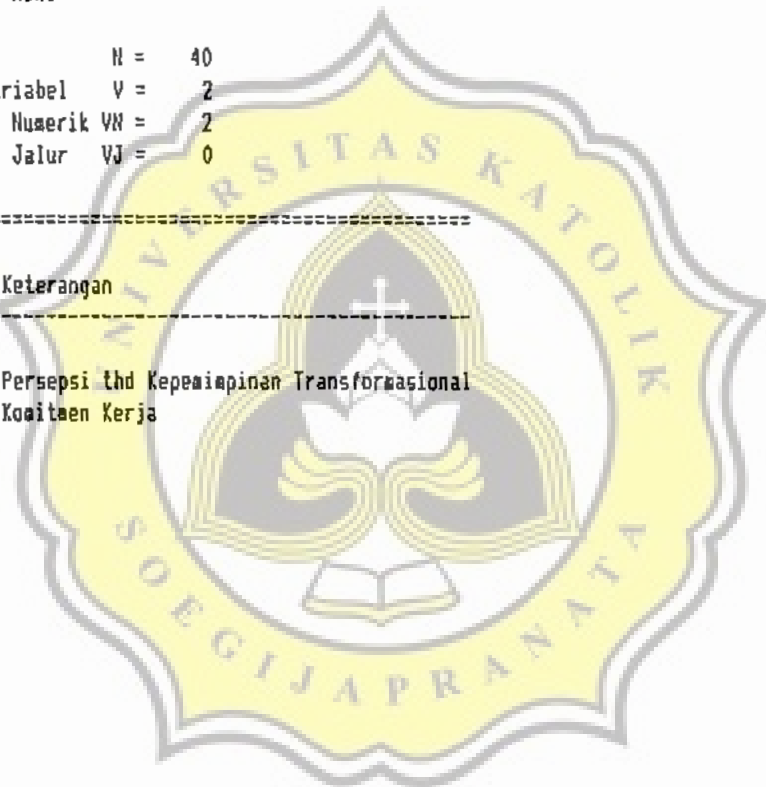 N = 40
riabel V = 2
Numerik VN = 2
Jalur VJ = 0
Keterangan
Persepsi thd Kepemimpinan Transformasional
Komitmen Kerja
UNIVERSITAS KATOLIK
SOEGIJAPRANATA